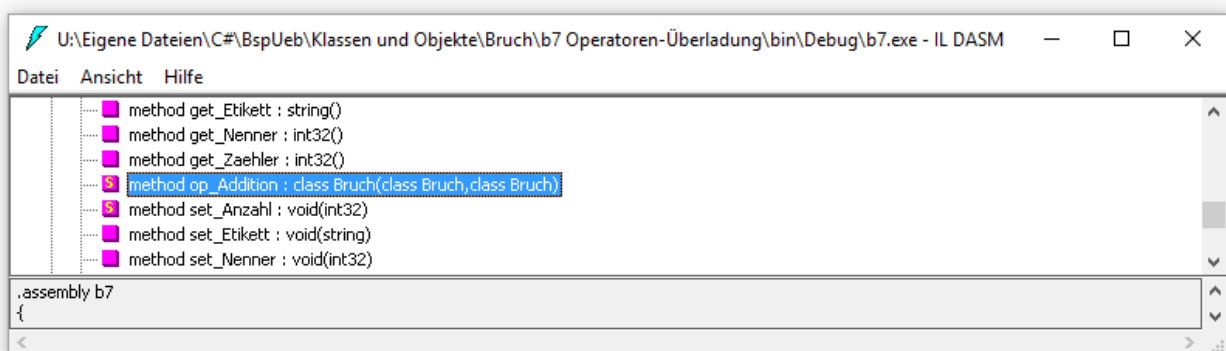 U:\Eigene Dateien\C#\BspUeb\Klassen und Objekte\Bruch\b7 Operatoren-Überladung\bin\Debug\b7.exe - IL DASM
Datei Ansicht Hilfe
method get_Etikett : string()
method get_Nenner : int32()
method get_Zaehler : int32()
S method op_Addition : class Bruch(class Bruch,class Bruch)
S method set_Anzahl : void(int32)
method set_Etikett : void(string)
method set_Nenner : void(int32)
.assembly b7
{